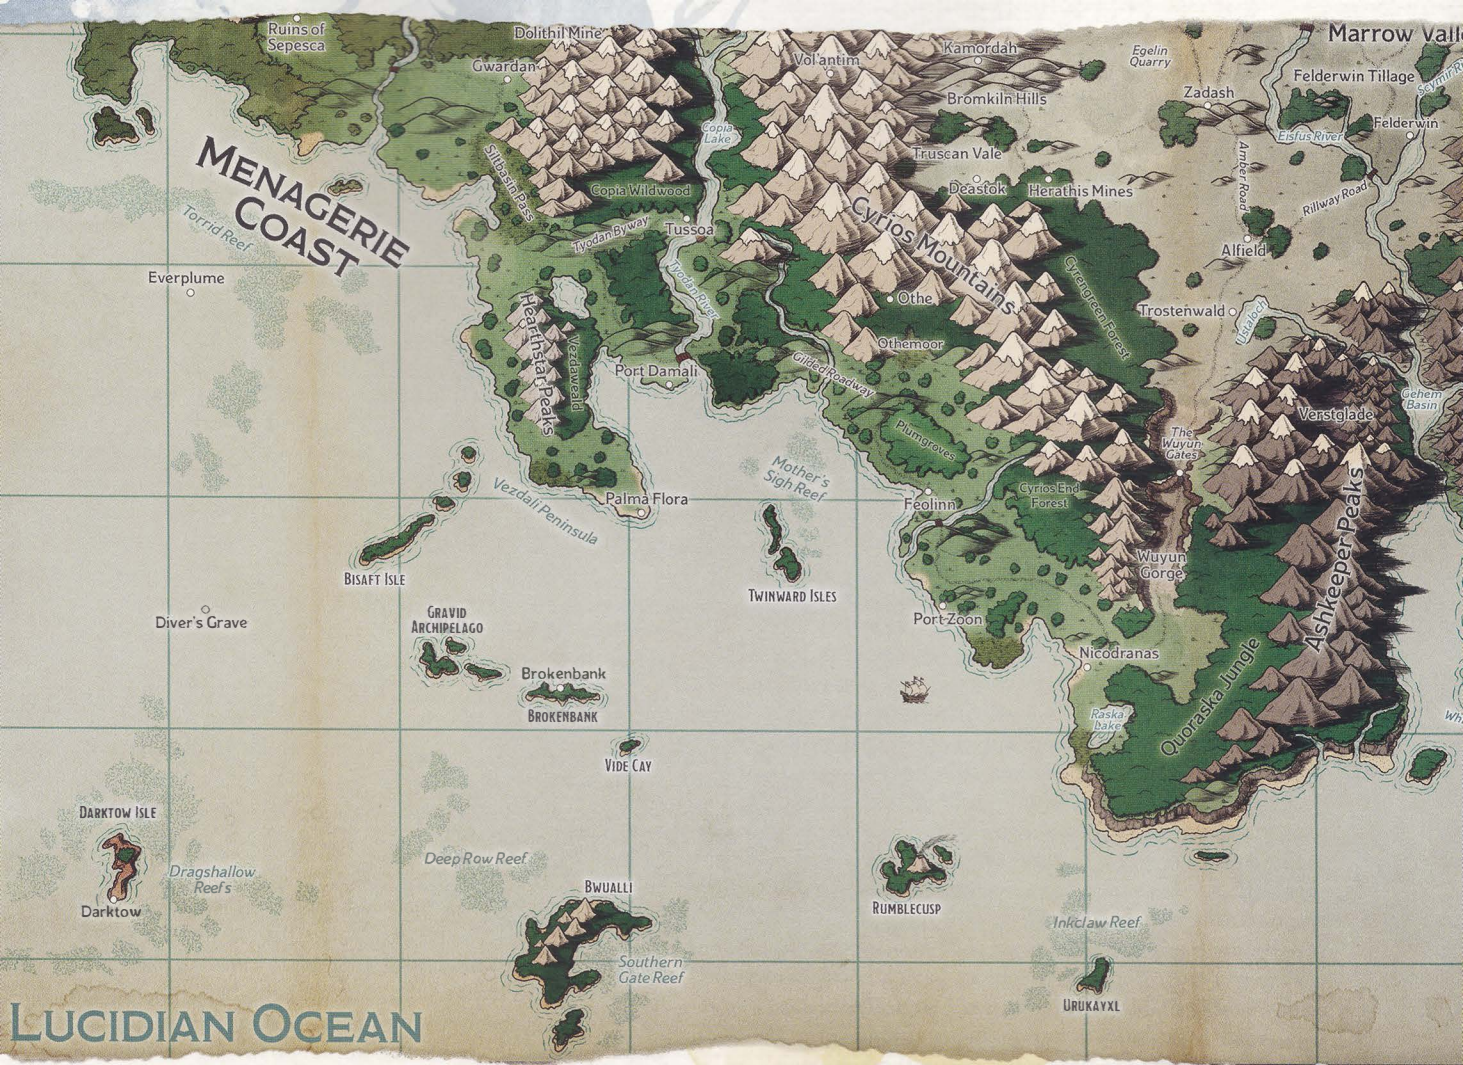 Ruins of
Sepesca
Dolithil Mine
Gwardan
Vol'antim
Kamordah
Egelin
Quarry
Felderwin Tillage
Bromkiln Hills
Zadash
Felderwin
Eisfus River
Copia
Lake
Siltbasin Pass
Truscan Vale
Copia Wildwood
Deastok
Herathis Mines
Amber Road
Rillway Road
MENAGERIE
COAST
Torrid Reef
Tyodan Byway
Tussoa
Cyrios Mountains
Alfield
Everplume
Tyodan River
Othe
Cyrengreen Forest
Trostenwald
Ustaloch
Hearthstar Peaks
Vezdaweald
Othemoor
Port Damali
Gilded Roadway
Gehem
Basin
Verstglade
Plumgroves
The
Wuyun
Gates
Mother's
Sigh Reef
Vezdali Peninsula
Palma Flora
Feolinn
Cyrios End
Forest
Ashkeeper Peaks
BISAFT ISLE
TWINWARD ISLES
Wuyun
Gorge
Diver's Grave
GRAVID
ARCHIPELAGO
Port Zoon
Nicodranas
Brokenbank
BROKENBANK
Quoraska Jungle
Raska
Lake
VIDE CAY
DARKTOW ISLE
Deep Row Reef
Dragshallow
Reefs
BWUALLI
Darktow
RUMBLECUSP
Inkclaw Reef
Southern
Gate Reef
URUKAYXL
LUCIDIAN OCEAN